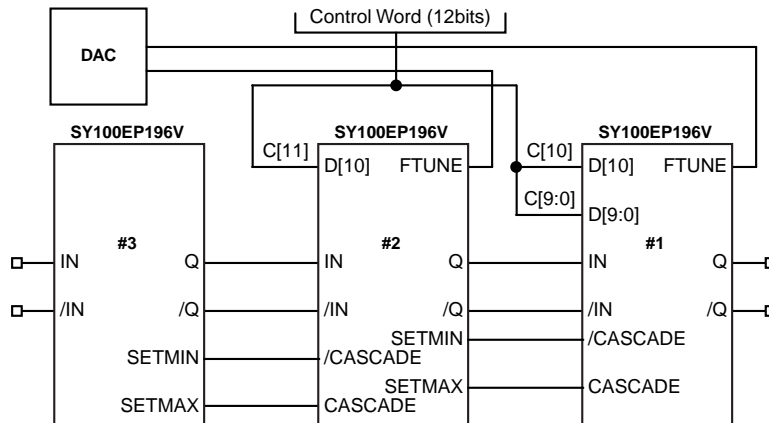 Control Word (12bits)
DAC
SY100EP196V
SY100EP196V
SY100EP196V
C[11]
D[10]
FTUNE
C[10]
D[10]
FTUNE
C[9:0]
D[9:0]
#3
#2
#1
IN
Q
IN
Q
IN
Q
/IN
/Q
/IN
/Q
/IN
/Q
SETMIN
/CASCADE
SETMIN
/CASCADE
SETMAX
CASCADE
SETMAX
CASCADE